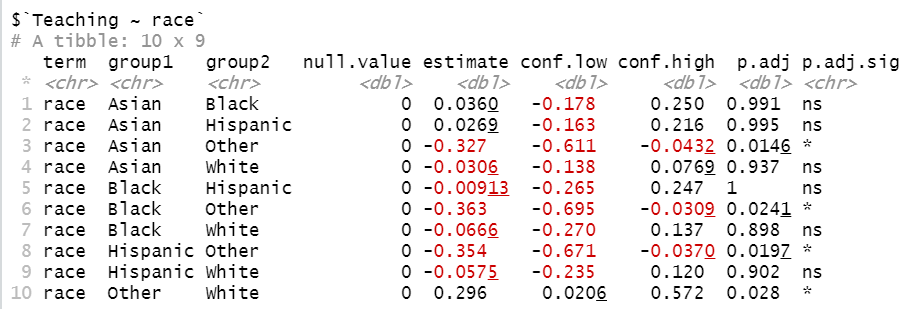 $`Teaching ~ race`
# A tibble: 10 x 9
term group1 group2 null.value estimate conf.low conf.high p.adj p.adj.sig
* <chr> <chr> <chr> <dbl> <dbl> <dbl> <dbl> <dbl> <chr>
1 race Asian Black 0 0.0360 -0.178 0.250 0.991 ns
2 race Asian Hispanic 0 0.0269 -0.163 0.216 0.995 ns
3 race Asian Other 0 -0.327 -0.611 -0.0432 0.0146 *
4 race Asian White 0 -0.0306 -0.138 0.0769 0.937 ns
5 race Black Hispanic 0 -0.00913 -0.265 0.247 1 ns
6 race Black Other 0 -0.363 -0.695 -0.0309 0.0241 *
7 race Black White 0 -0.0666 -0.270 0.137 0.898 ns
8 race Hispanic Other 0 -0.354 -0.671 -0.0370 0.0197 *
9 race Hispanic White 0 -0.0575 -0.235 0.120 0.902 ns
10 race Other White 0 0.296 0.0206 0.572 0.028 *